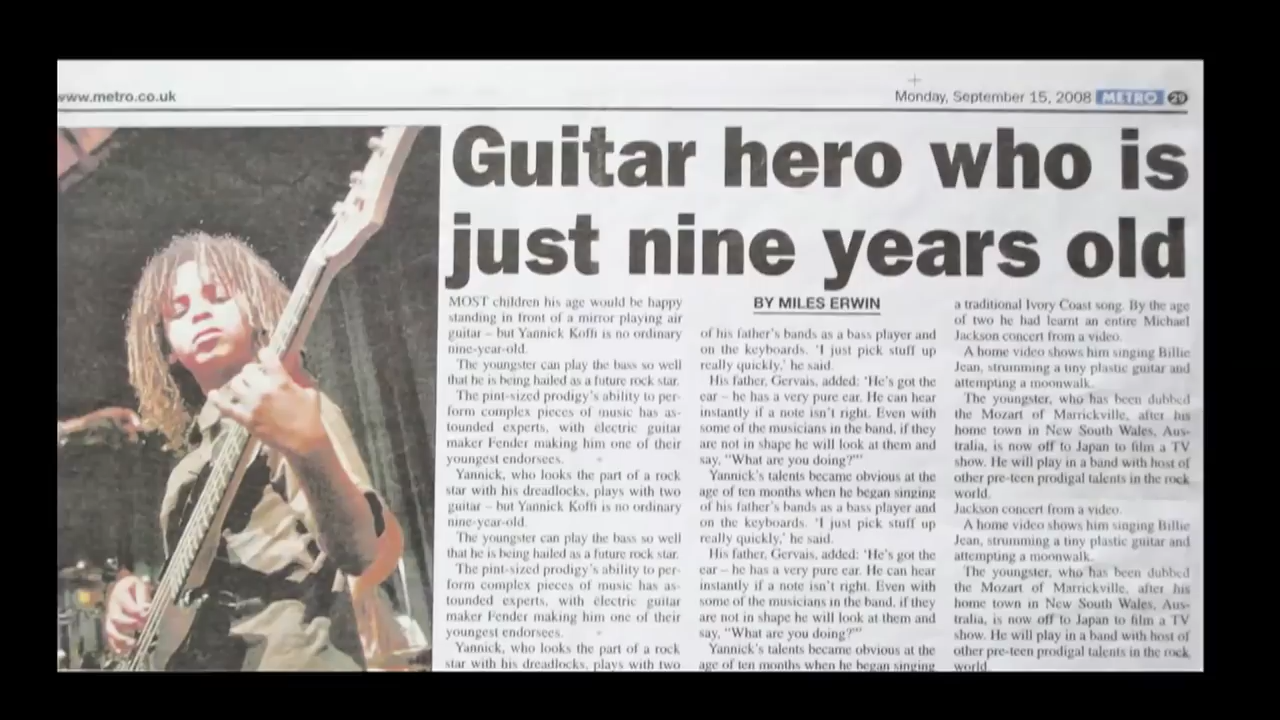 www.metro.co.uk
Monday, September 15, 2008 METRO 29
Guitar hero who is
just nine years old
MOST children his age would be happy
standing in front of a mirror playing air
guitar – but Yannick Koffi is no ordinary
nine-year-old.
The youngster can play the bass so well
that he is being hailed as a future rock star.
The pint-sized prodigy's ability to per-
form complex pieces of music has as-
tounded experts, with electric guitar
maker Fender making him one of their
youngest endorsees.
Yannick, who looks the part of a rock
star with his dreadlocks, plays with two
guitar – but Yannick Koffi is no ordinary
nine-year-old.
The youngster can play the bass so well
that he is being hailed as a future rock star.
The pint-sized prodigy's ability to per-
form complex pieces of music has as-
tounded experts, with electric guitar
maker Fender making him one of their
youngest endorsees.
Yannick, who looks the part of a rock
star with his dreadlocks, plays with two
BY MILES ERWIN
of his father's bands as a bass player and
on the keyboards. 'I just pick stuff up
really quickly,' he said.
His father, Gervais, added: 'He's got the
ear – he has a very pure ear. He can hear
instantly if a note isn't right. Even with
some of the musicians in the band, if they
are not in shape he will look at them and
say, "What are you doing?"'
Yannick's talents became obvious at the
age of ten months when he began singing
of his father's bands as a bass player and
on the keyboards. 'I just pick stuff up
really quickly,' he said.
His father, Gervais, added: 'He's got the
ear – he has a very pure ear. He can hear
instantly if a note isn't right. Even with
some of the musicians in the band, if they
are not in shape he will look at them and
say, "What are you doing?"'
Yannick's talents became obvious at the
age of ten months when he began singing
a traditional Ivory Coast song. By the age
of two he had learnt an entire Michael
Jackson concert from a video.
A home video shows him singing Billie
Jean, strumming a tiny plastic guitar and
attempting a moonwalk.
The youngster, who has been dubbed
the Mozart of Marrickville, after his
home town in New South Wales, Aus-
tralia, is now off to Japan to film a TV
show. He will play in a band with host of
other pre-teen prodigal talents in the rock
world.
Jackson concert from a video.
A home video shows him singing Billie
Jean, strumming a tiny plastic guitar and
attempting a moonwalk.
The youngster, who has been dubbed
the Mozart of Marrickville, after his
home town in New South Wales, Aus-
tralia, is now off to Japan to film a TV
show. He will play in a band with host of
other pre-teen prodigal talents in the rock
world.